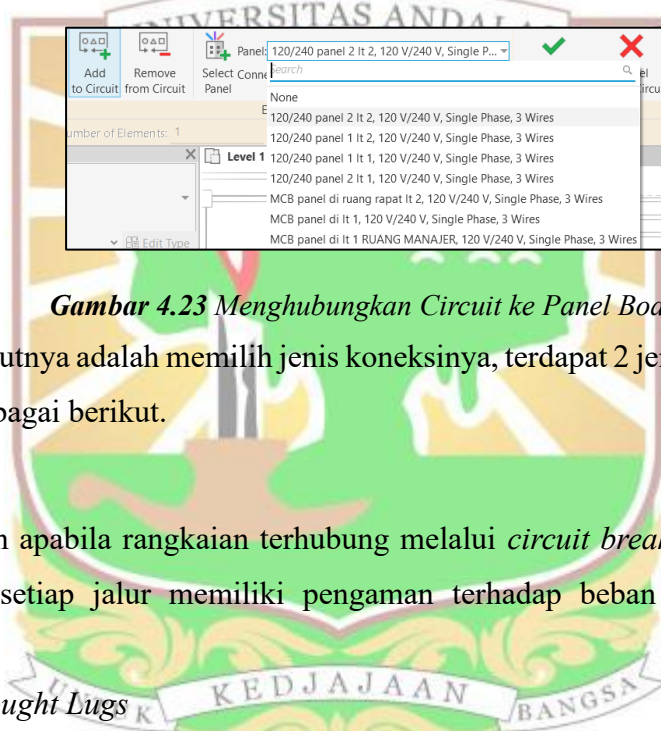 UNIVERSITAS ANDALAS
Panel: 120/240 panel 2 lt 2, 120 V/240 V, Single P...
Add to Circuit
Remove from Circuit
Select Panel
Search
None
120/240 panel 2 lt 2, 120 V/240 V, Single Phase, 3 Wires
Number of Elements: 1
120/240 panel 1 lt 2, 120 V/240 V, Single Phase, 3 Wires
Level 1
120/240 panel 1 lt 1, 120 V/240 V, Single Phase, 3 Wires
120/240 panel 2 lt 1, 120 V/240 V, Single Phase, 3 Wires
MCB panel di ruang rapat lt 2, 120 V/240 V, Single Phase, 3 Wires
MCB panel di lt 1, 120 V/240 V, Single Phase, 3 Wires
Edit Type
MCB panel di lt 1 RUANG MANAJER, 120 V/240 V, Single Phase, 3 Wires
Gambar 4.23 Menghubungkan Circuit ke Panel Boa
utnya adalah memilih jenis koneksinya, terdapat 2 jer
bagai berikut.
n apabila rangkaian terhubung melalui circuit break
setiap jalur memiliki pengaman terhadap beban
ught Lugs
UNTUK KEDJAJAAN BANGSA